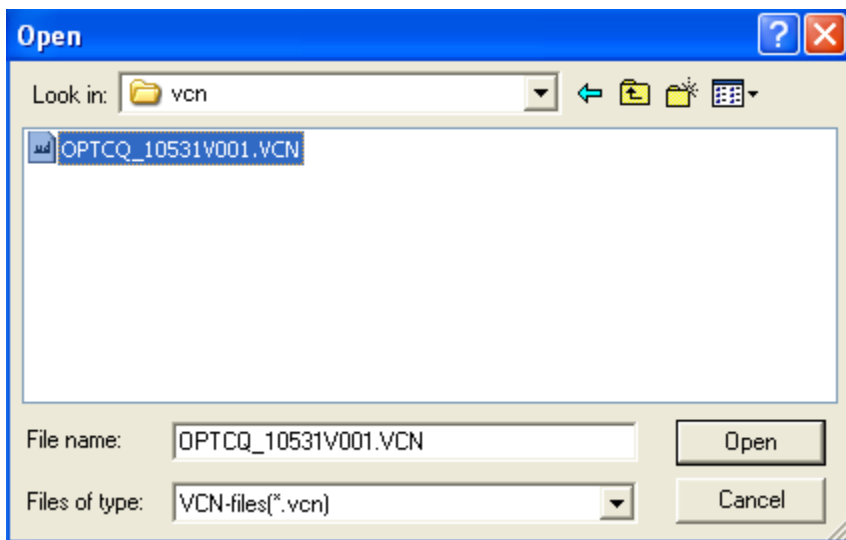 Open
Look in: vcn
OPTCQ_10531V001.VCN
File name: OPTCQ_10531V001.VCN Open
Files of type: VCN-files(*.vcn) Cancel